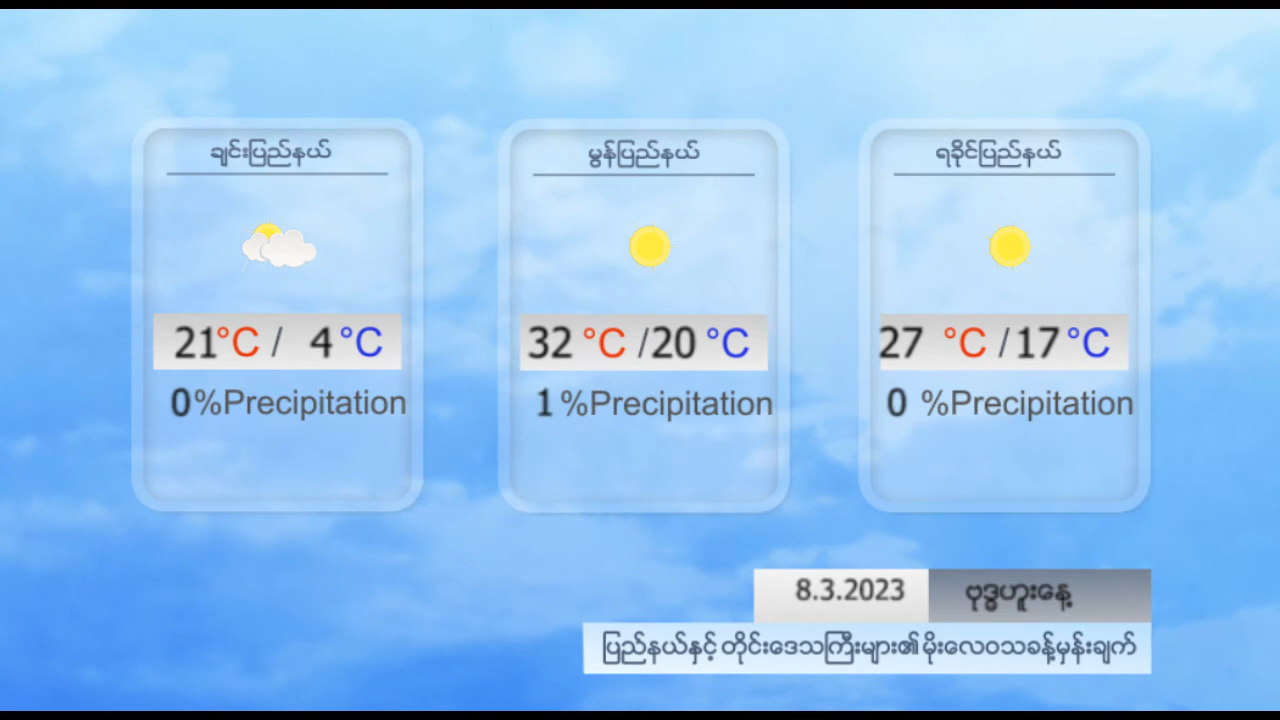 ချင်းပြည်နယ်
21°C / 4 °C
0%Precipitation
မွန်ပြည်နယ်
32 °C /20 °C
1 %Precipitation
ရခိုင်ပြည်နယ်
27 °C /17 °C
0 %Precipitation
8.3.2023 ဗုဒ္ဓဟူးနေ့
ပြည်နယ်နှင့် တိုင်းဒေသကြီးများ၏ မိုးလေဝသခန့်မှန်းချက်